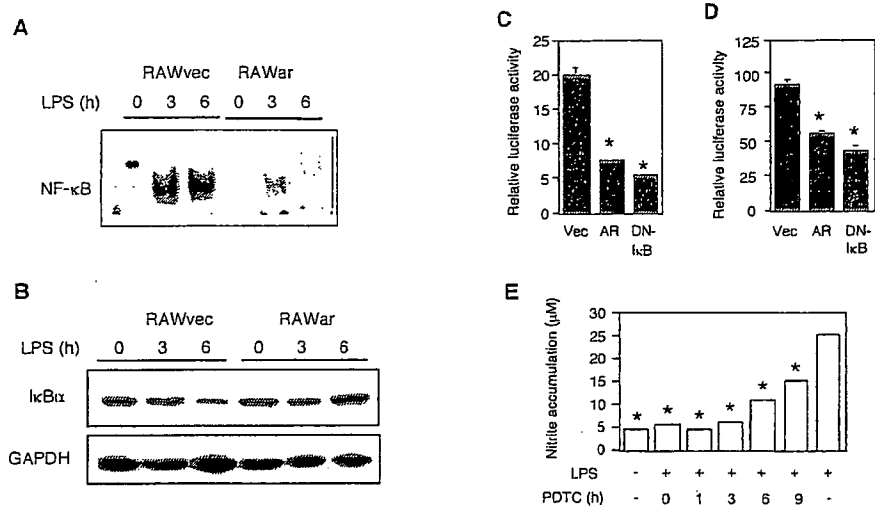 A
RAWvec RAWar
LPS (h) 0 3 6 0 3 6
NF-κB
B
RAWvec RAWar
LPS (h) 0 3 6 0 3 6
IκBα
GAPDH
C
Relative luciferase activity
25
20
15
10
5
0
* *
Vec AR DN-
IκB
D
Relative luciferase activity
125
100
75
50
25
0
* *
Vec AR DN-
IκB
E
Nitrite accumulation (μM)
30
25
20
15
10
5
0
* * * * * *
LPS - + + + + + +
PDTC (h) - 0 1 3 6 9 -